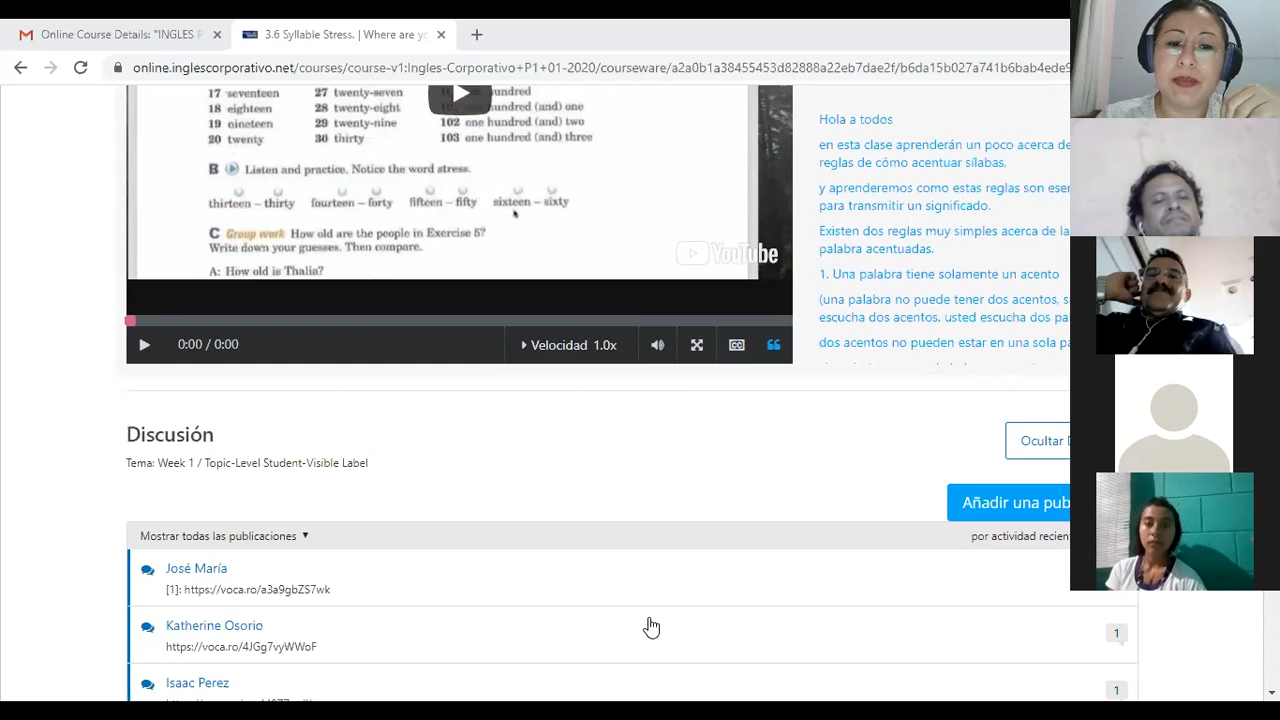 Online Course Details: "INGLES F
3.6 Syllable Stress. | Where are yo
online.inglescorporativo.net/courses/course-v1:Ingles-Corporativo+P1+01-2020/courseware/a2a0b1a38455453d82888a22eb7dae2f/b6da15b027a741b6bab4ede9
17 seventeen 27 twenty-seven hundred
18 eighteen 28 twenty-eight hundred (and) one
19 nineteen 29 twenty-nine 102 one hundred (and) two
20 twenty 30 thirty 103 one hundred (and) three
B Listen and practice. Notice the word stress.
thirteen – thirty fourteen – forty fifteen – fifty sixteen – sixty
C Group work How old are the people in Exercise 5?
Write down your guesses. Then compare.
A: How old is Thalia?
YouTube
0:00 / 0:00 Velocidad 1.0x CC
Hola a todos
en esta clase aprenderán un poco acerca de
reglas de cómo acentuar sílabas.
y aprenderemos como estas reglas son esen
para transmitir un significado.
Existen dos reglas muy simples acerca de la
palabra acentuadas.
1. Una palabra tiene solamente un acento
(una palabra no puede tener dos acentos, s
escucha dos acentos, usted escucha dos pa
dos acentos no pueden estar en una sola p
Discusión
Ocultar D
Tema: Week 1 / Topic-Level Student-Visible Label
Añadir una pub
Mostrar todas las publicaciones
por actividad recien
José María
[1]: https://voca.ro/a3a9gbZS7wk
Katherine Osorio
1
https://voca.ro/4JGg7vyWWoF
Isaac Perez
1